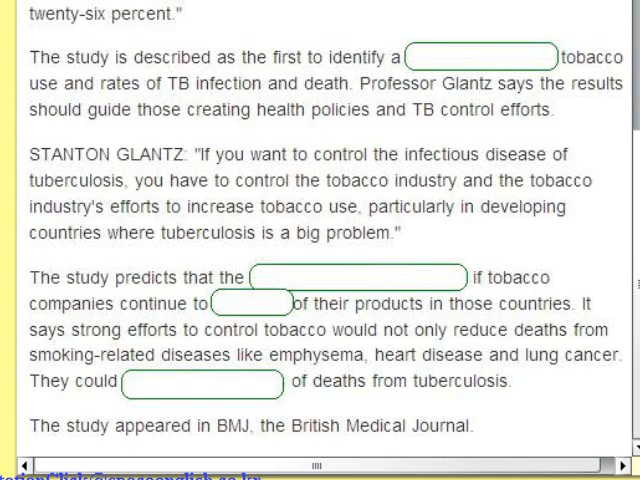 twenty-six percent."
The study is described as the first to identify a tobacco
use and rates of TB infection and death. Professor Glantz says the results
should guide those creating health policies and TB control efforts.
STANTON GLANTZ: "If you want to control the infectious disease of
tuberculosis, you have to control the tobacco industry and the tobacco
industry's efforts to increase tobacco use, particularly in developing
countries where tuberculosis is a big problem."
The study predicts that the if tobacco
companies continue to of their products in those countries. It
says strong efforts to control tobacco would not only reduce deaths from
smoking-related diseases like emphysema, heart disease and lung cancer.
They could of deaths from tuberculosis.
The study appeared in BMJ, the British Medical Journal.